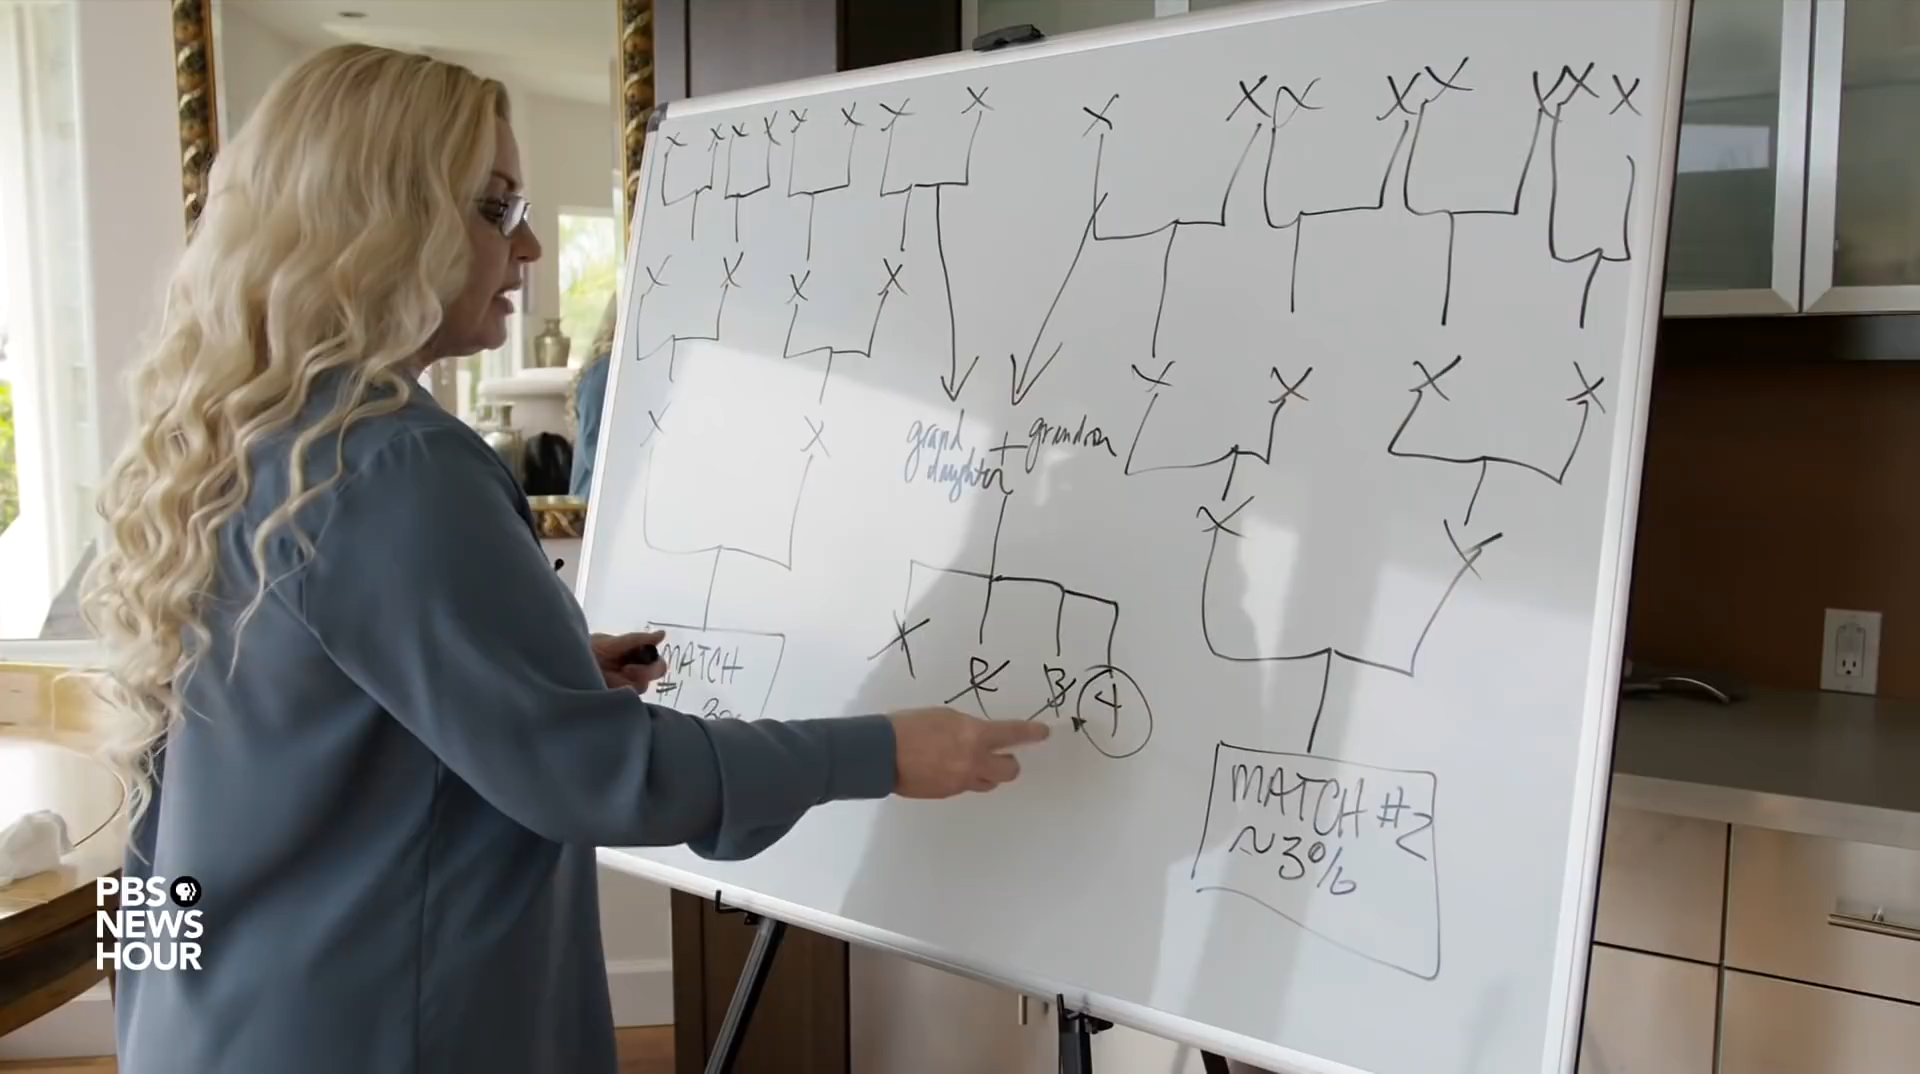 grand
daughter
+
grandson
MATCH
#1
X
2
3
4
MATCH #2
~3%
PBS
NEWS
HOUR